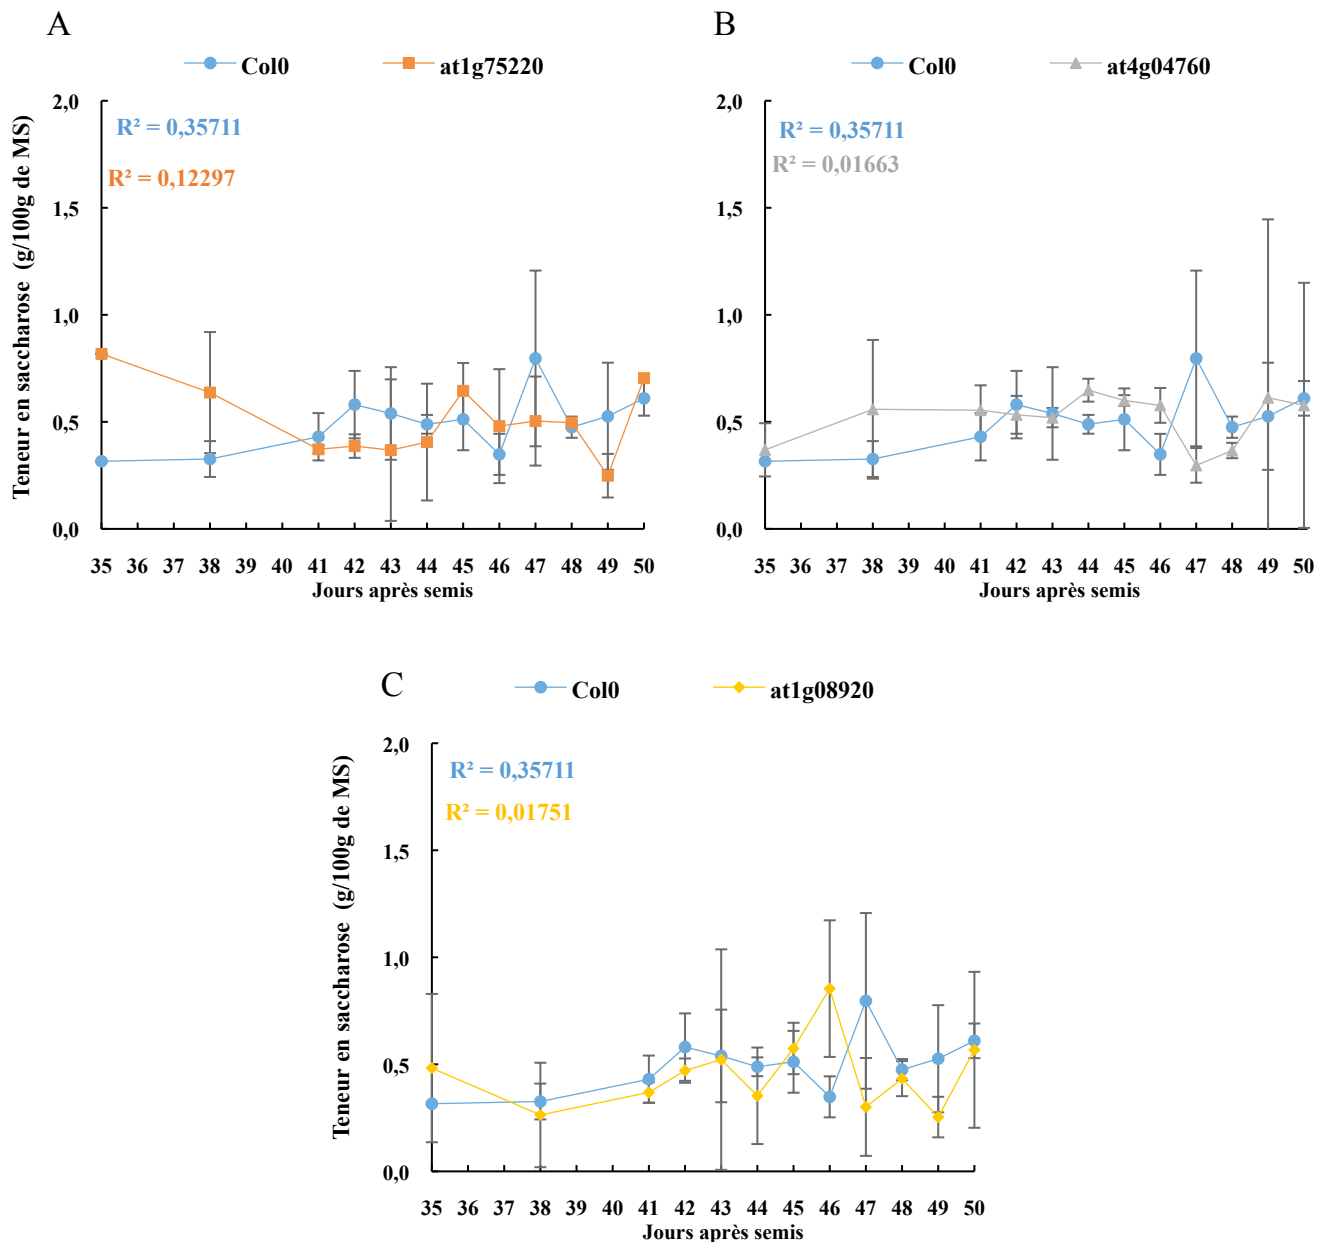 A
Col0 at1g75220
R² = 0,35711
R² = 0,12297
Teneur en saccharose (g/100g de MS)
2,0
1,5
1,0
0,5
0,0
35 36 37 38 39 40 41 42 43 44 45 46 47 48 49 50
Jours après semis
B
Col0 at4g04760
R² = 0,35711
R² = 0,01663
2,0
1,5
1,0
0,5
0,0
35 36 37 38 39 40 41 42 43 44 45 46 47 48 49 50
Jours après semis
C
Col0 at1g08920
R² = 0,35711
R² = 0,01751
Teneur en saccharose (g/100g de MS)
2,0
1,5
1,0
0,5
0,0
35 36 37 38 39 40 41 42 43 44 45 46 47 48 49 50
Jours après semis